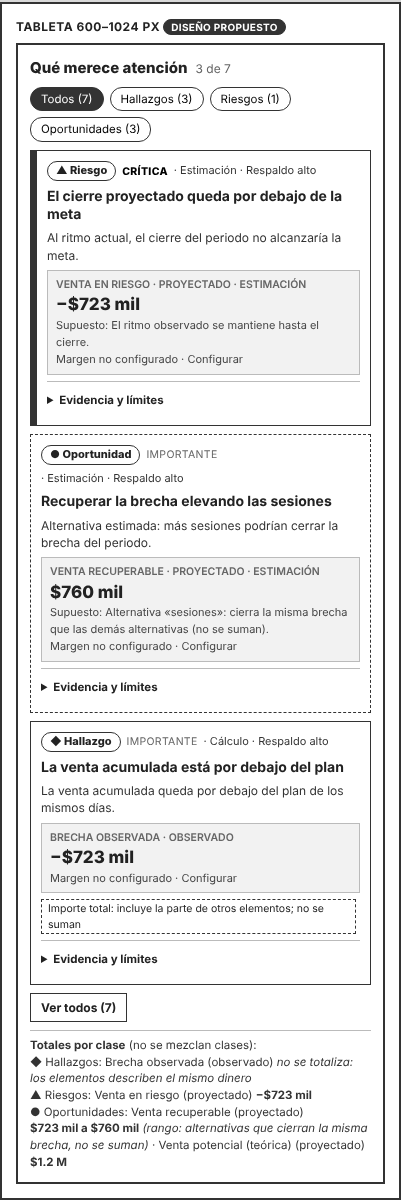 TABLETA 600–1024 PX DISEÑO PROPUESTO
Qué merece atención 3 de 7
Todos (7) Hallazgos (3) Riesgos (1)
Oportunidades (3)
▲ Riesgo CRÍTICA · Estimación · Respaldo alto
El cierre proyectado queda por debajo de la
meta
Al ritmo actual, el cierre del periodo no alcanzaría la
meta.
VENTA EN RIESGO · PROYECTADO · ESTIMACIÓN
−$723 mil
Supuesto: El ritmo observado se mantiene hasta el
cierre.
Margen no configurado · Configurar
▶ Evidencia y límites
● Oportunidad IMPORTANTE
· Estimación · Respaldo alto
Recuperar la brecha elevando las sesiones
Alternativa estimada: más sesiones podrían cerrar la
brecha del periodo.
VENTA RECUPERABLE · PROYECTADO · ESTIMACIÓN
$760 mil
Supuesto: Alternativa «sesiones»: cierra la misma brecha
que las demás alternativas (no se suman).
Margen no configurado · Configurar
▶ Evidencia y límites
◆ Hallazgo IMPORTANTE · Cálculo · Respaldo alto
La venta acumulada está por debajo del plan
La venta acumulada queda por debajo del plan de los
mismos días.
BRECHA OBSERVADA · OBSERVADO
−$723 mil
Margen no configurado · Configurar
Importe total: incluye la parte de otros elementos; no se
suman
▶ Evidencia y límites
Ver todos (7)
Totales por clase (no se mezclan clases):
◆ Hallazgos: Brecha observada (observado) no se totaliza:
los elementos describen el mismo dinero
▲ Riesgos: Venta en riesgo (proyectado) −$723 mil
● Oportunidades: Venta recuperable (proyectado)
$723 mil a $760 mil (rango: alternativas que cierran la misma
brecha, no se suman) · Venta potencial (teórica) (proyectado)
$1.2 M